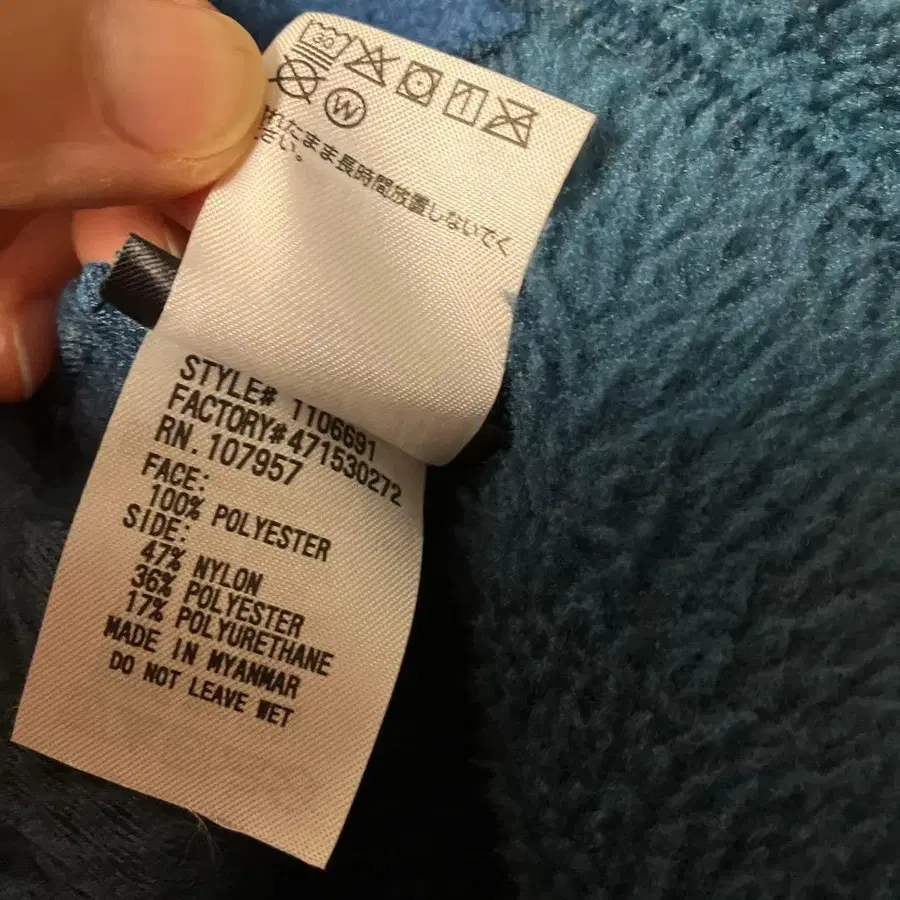 30
W
れたまま長時間放置しないでく
さい。
STYLE# 1106691
FACTORY#471530272
RN.107957
FACE:
100% POLYESTER
SIDE:
47% NYLON
36% POLYESTER
17% POLYURETHANE
MADE IN MYANMAR
DO NOT LEAVE WET